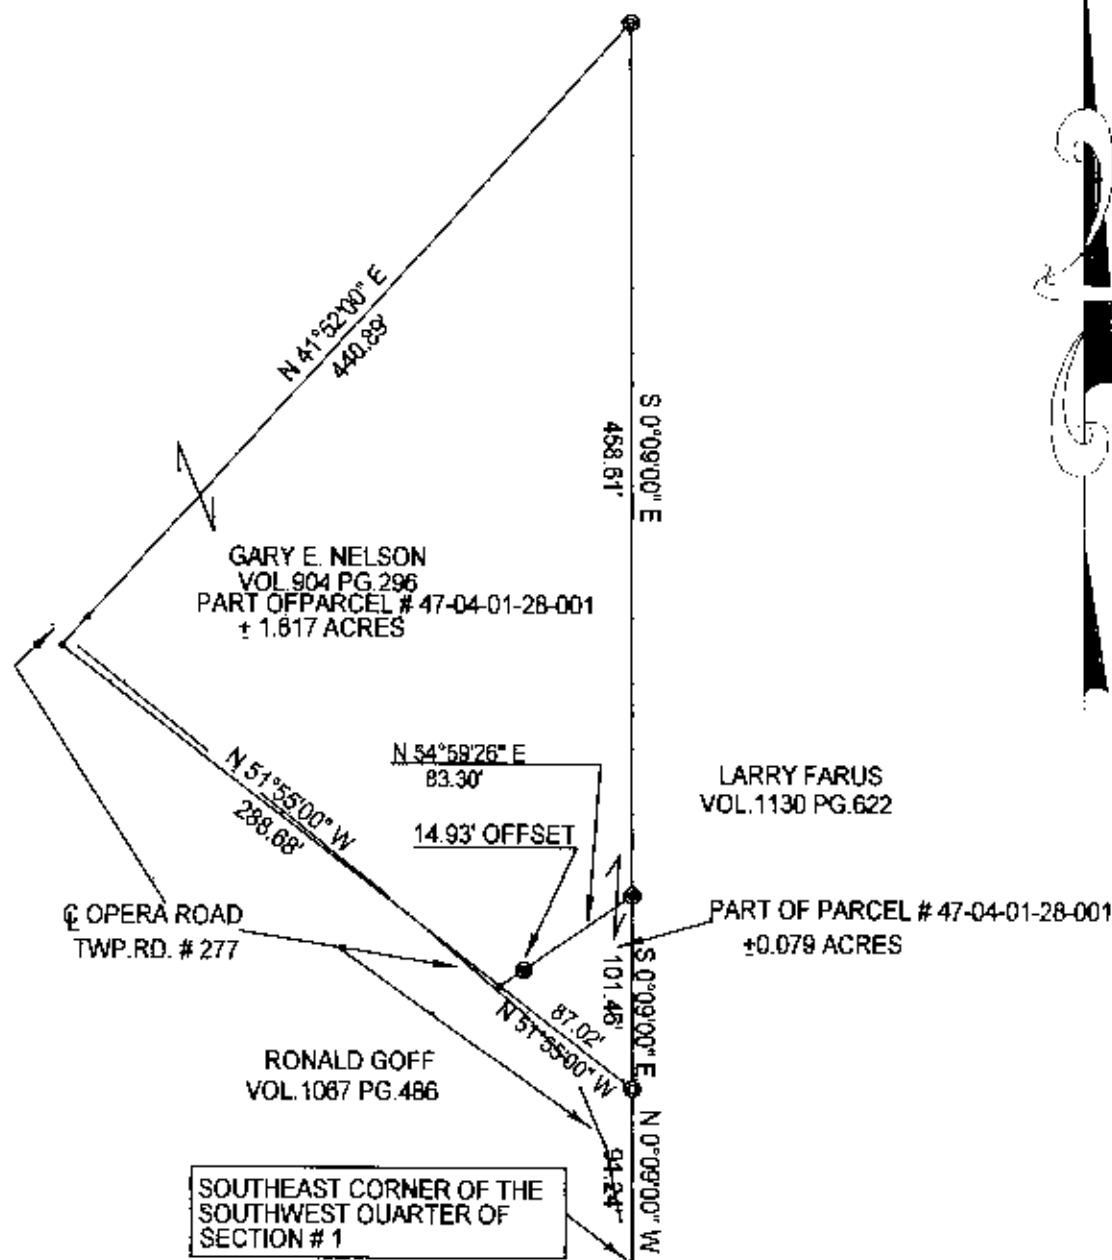 N 41°52'00" E
440.89'
S 0°09'00" E
458.61'
GARY E. NELSON
VOL.904 PG.296
PART OFPARCEL # 47-04-01-28-001
± 1.817 ACRES
N 51°55'00" W
288.68'
N 54°59'26" E
83.30'
14.93' OFFSET
LARRY FARUS
VOL.1130 PG.622
℄ OPERA ROAD
TWP.RD. # 277
PART OF PARCEL # 47-04-01-28-001
±0.079 ACRES
S 0°09'00" E
101.46'
87.02'
N 51°55'00" W
RONALD GOFF
VOL.1067 PG.486
N 0°09'00" W
94.24'
SOUTHEAST CORNER OF THE
SOUTHWEST QUARTER OF
SECTION # 1